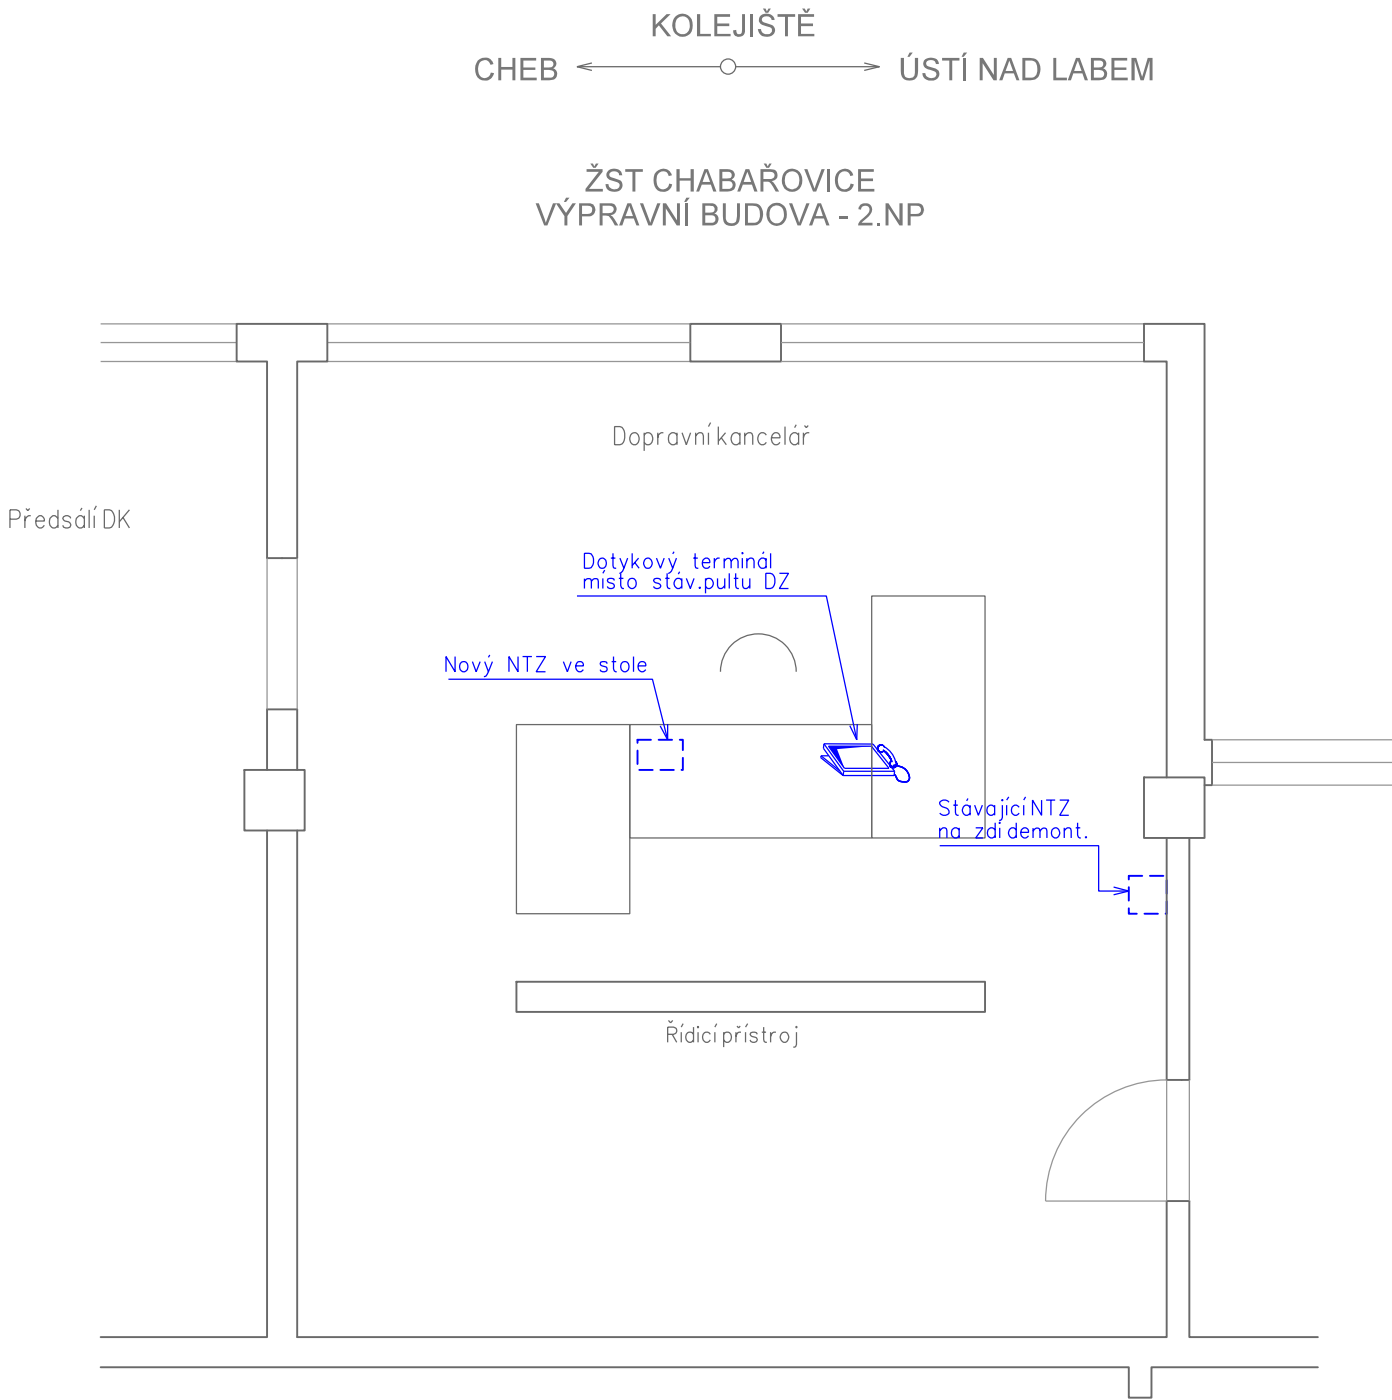 KOLEJIŠTĚ
CHEB ÚSTÍ NAD LABEM
ŽST CHABAŘOVICE
VÝPRAVNÍ BUDOVA - 2.NP
Dopravní kancelář
Předsálí DK
Dotykový terminál
místo stáv.pultu DZ
Nový NTZ ve stole
Stávající NTZ
na zdi demont.
Řídicí přístroj